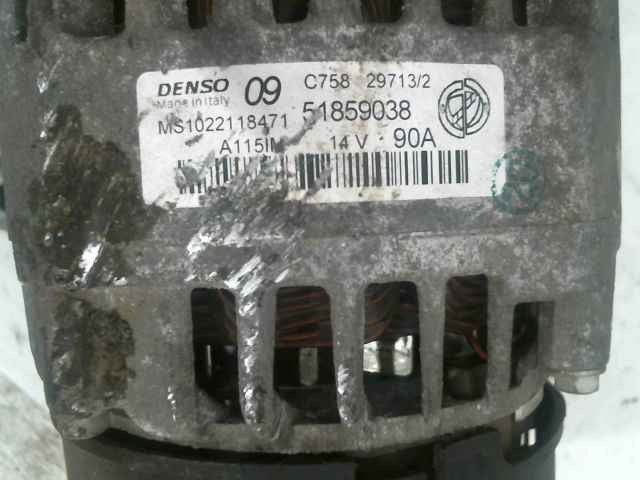 DENSO 09 C758 29713/2
Made in Italy
MS1022118471 51859038
A115IM 14 V 90A